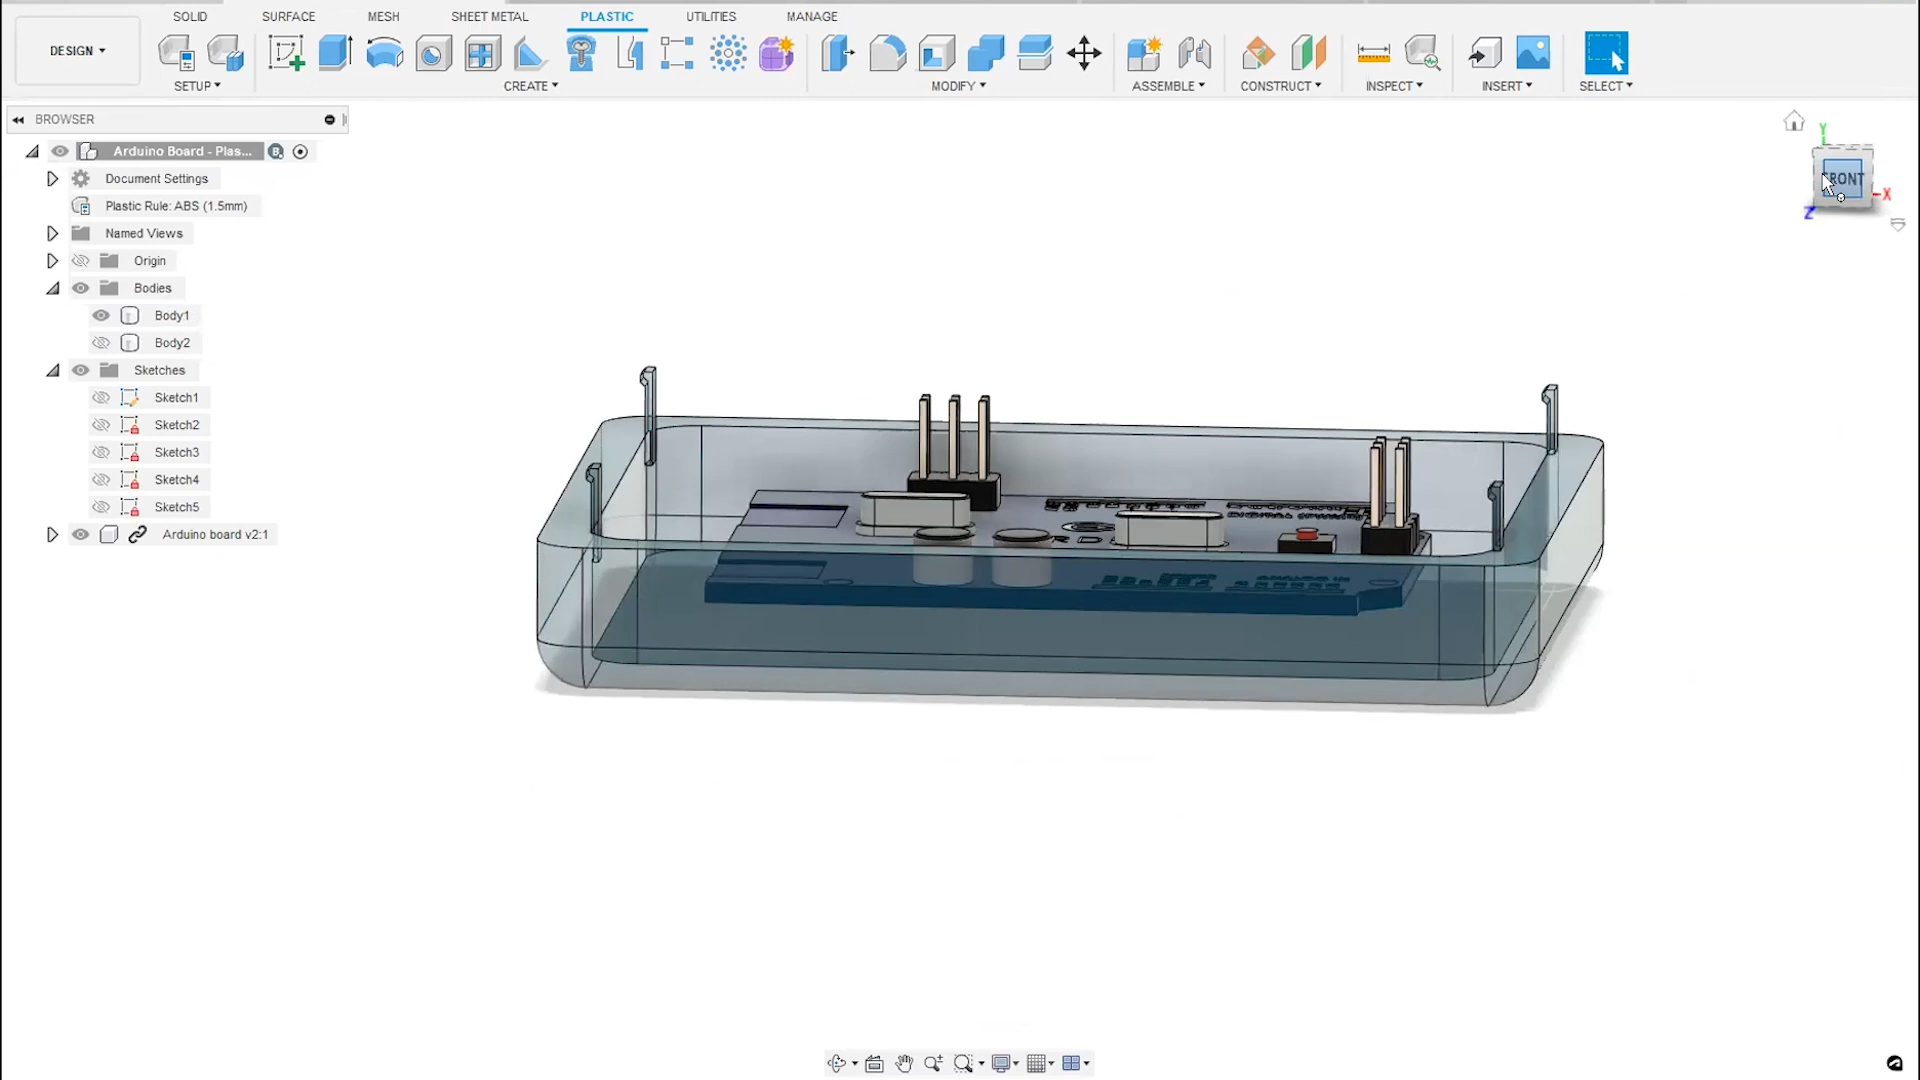 SOLID SURFACE MESH SHEET METAL PLASTIC UTILITIES MANAGE
DESIGN
SETUP CREATE MODIFY ASSEMBLE CONSTRUCT INSPECT INSERT SELECT
BROWSER
Arduino Board - Plas...
Document Settings
Plastic Rule: ABS (1.5mm)
Named Views
Origin
Bodies
Body1
Body2
Sketches
Sketch1
Sketch2
Sketch3
Sketch4
Sketch5
Arduino board v2:1
Y
FRONT
X
Z